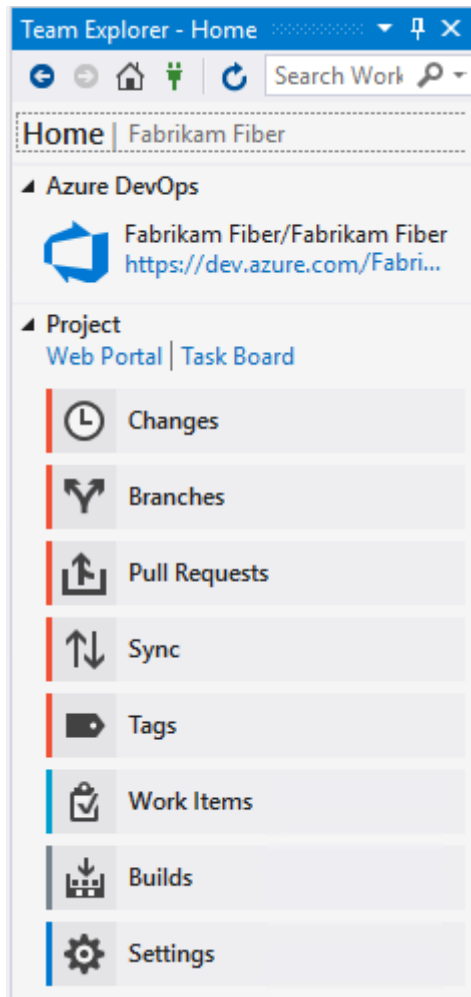 Team Explorer - Home
Search Work
Home | Fabrikam Fiber
Azure DevOps
Fabrikam Fiber/Fabrikam Fiber
https://dev.azure.com/Fabri...
Project
Web Portal | Task Board
Changes
Branches
Pull Requests
Sync
Tags
Work Items
Builds
Settings